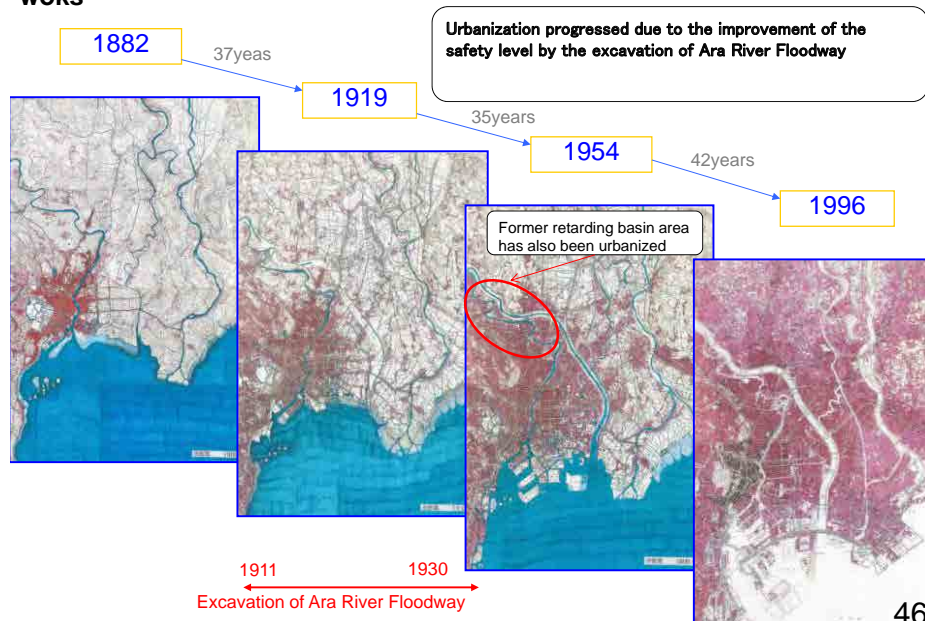 woks
Urbanization progressed due to the improvement of the
safety level by the excavation of Ara River Floodway
1882
37yeas
1919
35years
1954
42years
1996
Former retarding basin area
has also been urbanized
1911
1930
Excavation of Ara River Floodway
46